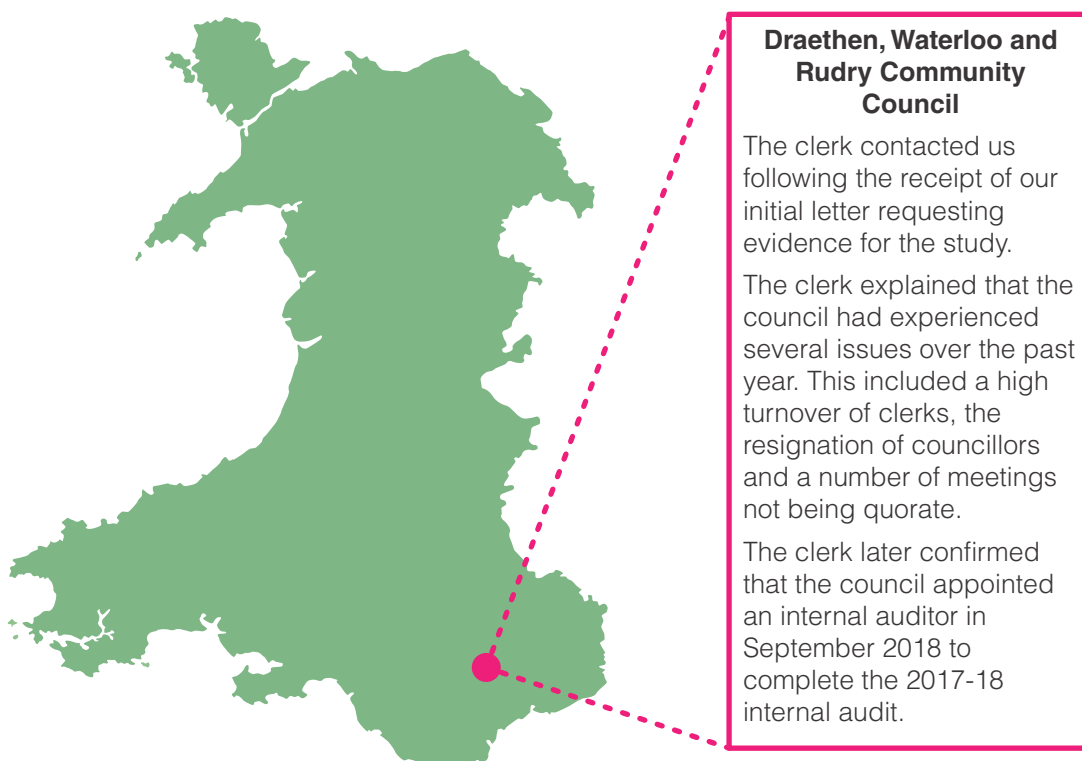 Draethen, Waterloo and
Rudry Community
Council
The clerk contacted us
following the receipt of our
initial letter requesting
evidence for the study.
The clerk explained that the
council had experienced
several issues over the past
year. This included a high
turnover of clerks, the
resignation of councillors
and a number of meetings
not being quorate.
The clerk later confirmed
that the council appointed
an internal auditor in
September 2018 to
complete the 2017-18
internal audit.